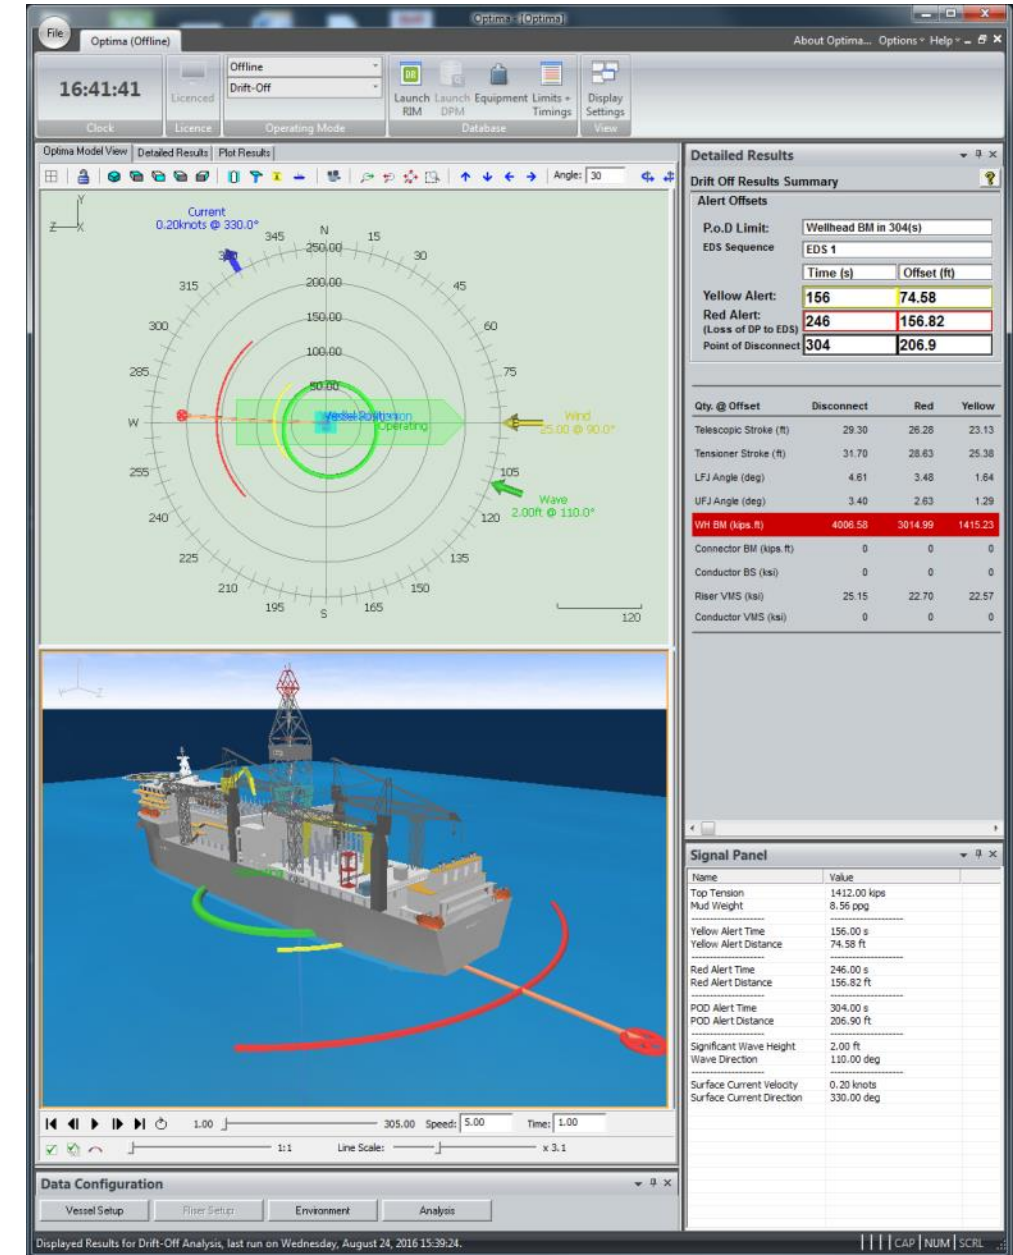 Optima - [Optima]
File
Optima (Offline)
About Optima... Options Help
16:41:41
Licenced
Offline
Drift-Off
Launch RIM
Launch DPM
Equipment
Limits + Timings
Display Settings
Clock
Licence
Operating Mode
Database
View
Optima Model View
Detailed Results
Plot Results
Angle: 30
Y
Z
X
Current
0.20knots @ 330.0°
N
345
15
30
315
45
300
60
285
75
W
255
105
240
120
225
135
210
150
195
S
165
250.00
200.00
150.00
100.00
50.00
Operating
Wind
25.00 @ 90.0°
Wave
2.00ft @ 110.0°
120
1.00
305.00
Speed: 5.00
Time: 1.00
1:1
Line Scale:
x 3.1
Data Configuration
Vessel Setup
Riser Setup
Environment
Analysis
Detailed Results
Drift Off Results Summary
Alert Offsets
P.o.D Limit: Wellhead BM in 304(s)
EDS Sequence EDS 1
Time (s) Offset (ft)
Yellow Alert: 156 74.58
Red Alert: (Loss of DP to EDS) 246 156.82
Point of Disconnect 304 206.9
Qty. @ Offset Disconnect Red Yellow
Telescopic Stroke (ft) 29.30 26.28 23.13
Tensioner Stroke (ft) 31.70 28.63 25.38
LFJ Angle (deg) 4.61 3.48 1.64
UFJ Angle (deg) 3.40 2.63 1.29
WH BM (kips.ft) 4006.58 3014.99 1415.23
Connector BM (kips.ft) 0 0 0
Conductor BS (ksi) 0 0 0
Riser VMS (ksi) 25.15 22.70 22.57
Conductor VMS (ksi) 0 0 0
Signal Panel
Name Value
Top Tension 1412.00 kips
Mud Weight 8.56 ppg
Yellow Alert Time 156.00 s
Yellow Alert Distance 74.58 ft
Red Alert Time 246.00 s
Red Alert Distance 156.82 ft
POD Alert Time 304.00 s
POD Alert Distance 206.90 ft
Significant Wave Height 2.00 ft
Wave Direction 110.00 deg
Surface Current Velocity 0.20 knots
Surface Current Direction 330.00 deg
Displayed Results for Drift-Off Analysis, last run on Wednesday, August 24, 2016 15:39:24.
CAP NUM SCRL